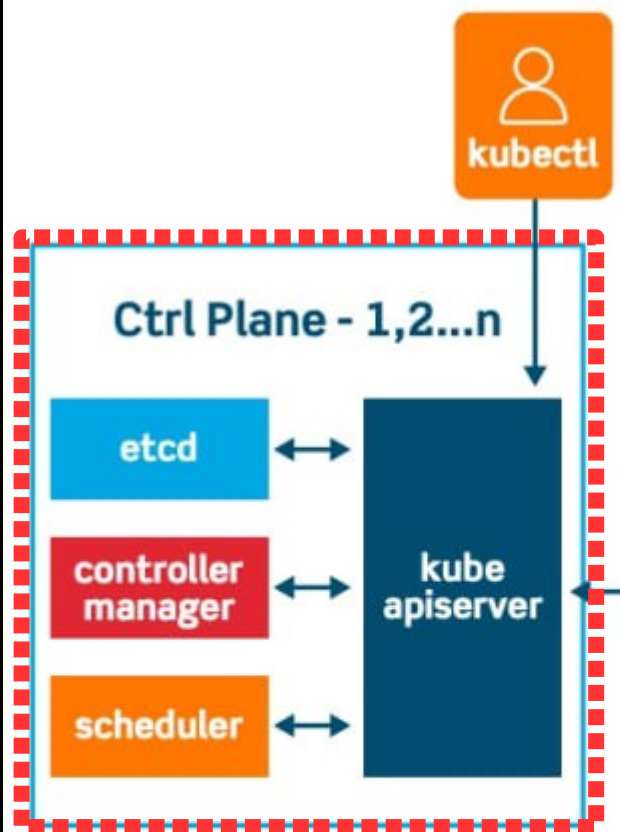 kubectl
Ctrl Plane - 1,2...n
etcd
controller
manager
scheduler
kube
apiserver